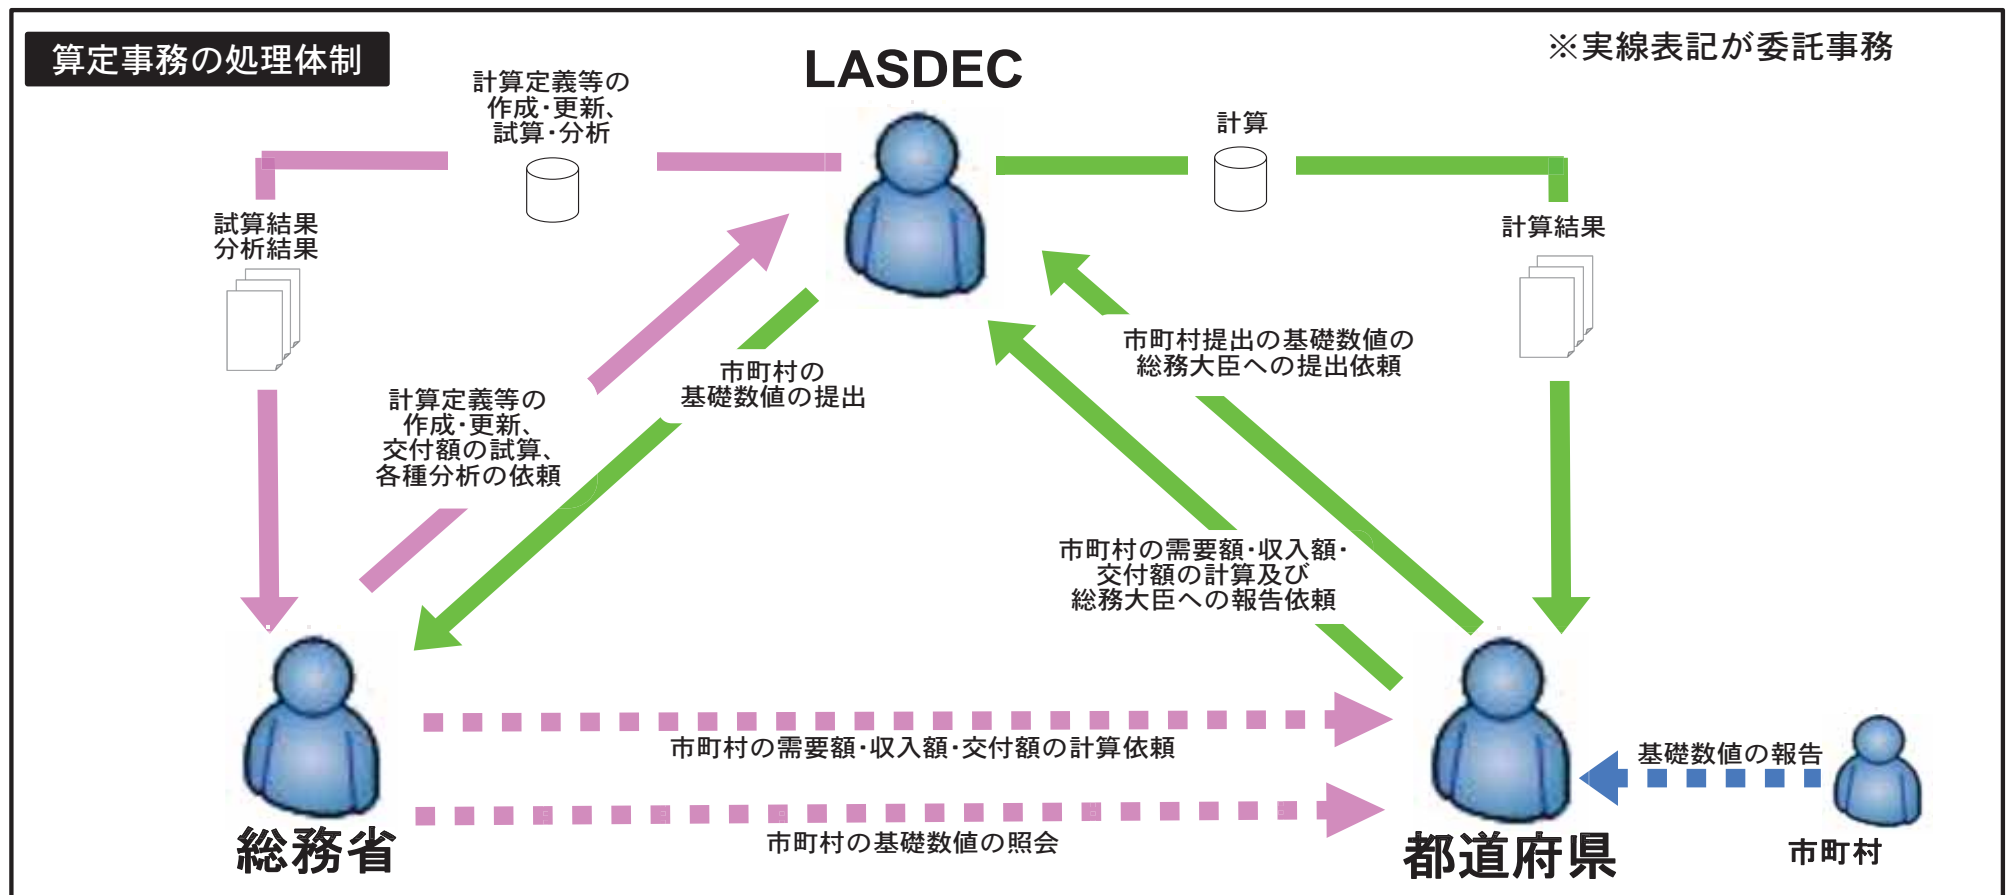 算定事務の処理体制
LASDEC
※実線表記が委託事務
計算定義等の
作成・更新、
試算・分析
計算
試算結果
分析結果
計算結果
市町村提出の基礎数値の
総務大臣への提出依頼
市町村の
基礎数値の提出
計算定義等の
作成・更新、
交付額の試算、
各種分析の依頼
市町村の需要額・収入額・
交付額の計算及び
総務大臣への報告依頼
市町村の需要額・収入額・交付額の計算依頼
基礎数値の報告
市町村の基礎数値の照会
総務省
都道府県
市町村